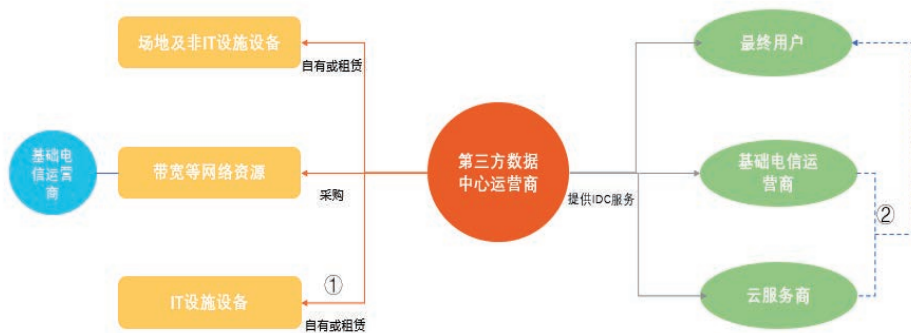 场地及非IT设施设备
自有或租赁
基础电
信运营
商
带宽等网络资源
采购
①
IT设施设备
自有或租赁
第三方数据
中心运营商
提供IDC服务
最终用户
基础电信运
营商
②
云服务商